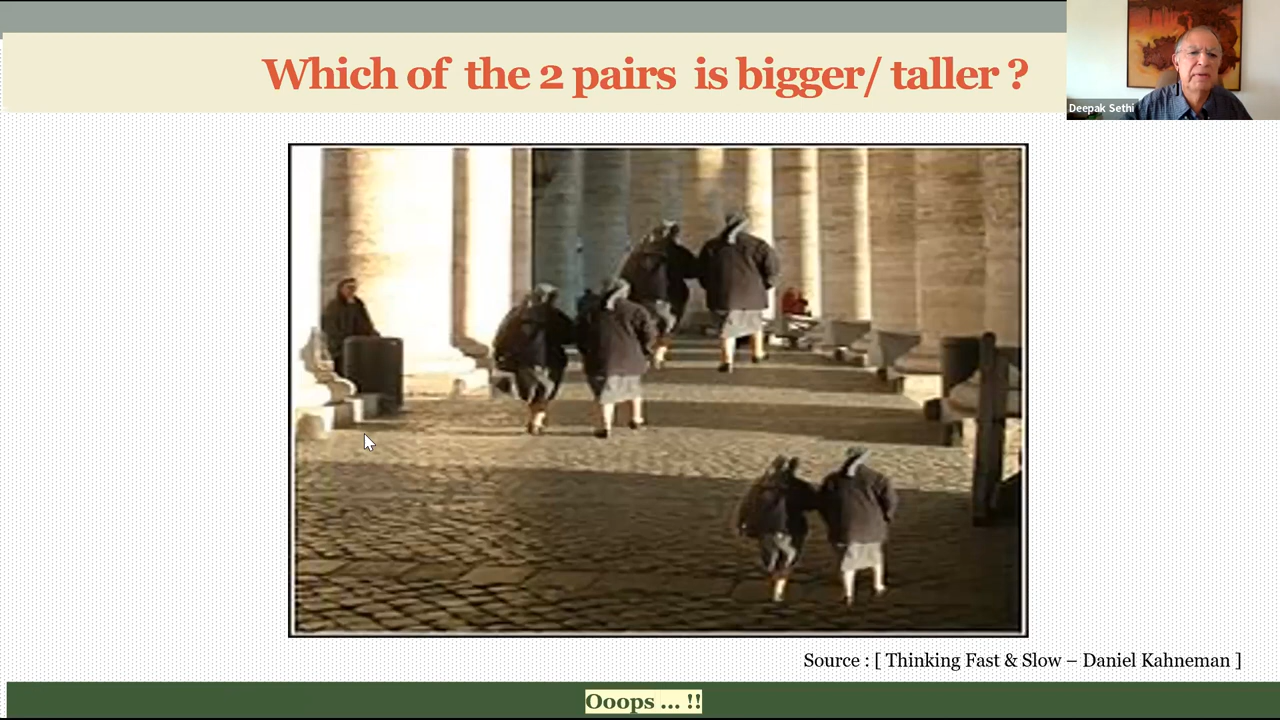 Which of the 2 pairs is bigger/ taller ?
Deepak Sethi
Source : [ Thinking Fast & Slow – Daniel Kahneman ]
Ooops ... !!